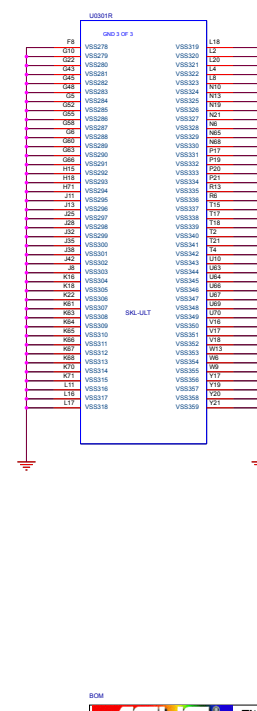 U0301R
GND 3 OF 3
F8 VSS278 VSS319 L18
G10 VSS279 VSS320 L2
G22 VSS280 VSS321 L20
G43 VSS281 VSS322 L4
G45 VSS282 VSS323 L8
G48 VSS283 VSS324 N10
G5 VSS284 VSS325 N13
G52 VSS285 VSS326 N19
G55 VSS286 VSS327 N21
G58 VSS287 VSS328 N6
G6 VSS288 VSS329 N65
G60 VSS289 VSS330 N68
G63 VSS290 VSS331 P17
G66 VSS291 VSS332 P19
H15 VSS292 VSS333 P20
H18 VSS293 VSS334 P21
H71 VSS294 VSS335 R13
J11 VSS295 VSS336 R6
J13 VSS296 VSS337 T15
J25 VSS297 VSS338 T17
J28 VSS298 VSS339 T18
J32 VSS299 VSS340 T2
J35 VSS300 VSS341 T21
J38 VSS301 VSS342 T4
J42 VSS302 VSS343 U10
J8 VSS303 VSS344 U63
K16 VSS304 VSS345 U64
K18 VSS305 VSS346 U66
K22 VSS306 VSS347 U67
K61 VSS307 VSS348 U69
K63 VSS308 SKL-ULT VSS349 U70
K64 VSS309 VSS350 V16
K65 VSS310 VSS351 V17
K66 VSS311 VSS352 V18
K67 VSS312 VSS353 W13
K68 VSS313 VSS354 W6
K70 VSS314 VSS355 W9
K71 VSS315 VSS356 Y17
L11 VSS316 VSS357 Y19
L16 VSS317 VSS358 Y20
L17 VSS318 VSS359 Y21
BOM